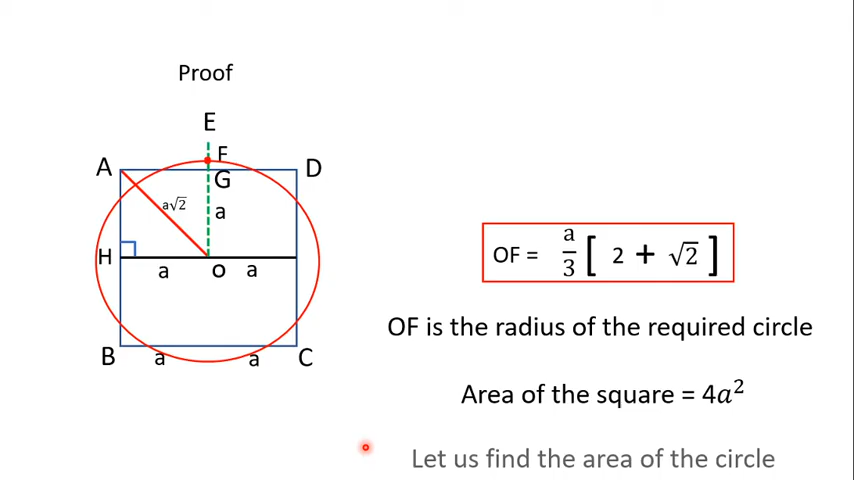 Proof
E
A
F
D
G
a√2
a
H
a
o
a
B
a
a
C
OF = a/3 [ 2 + √2 ]
OF is the radius of the required circle
Area of the square = 4𝑎²
Let us find the area of the circle